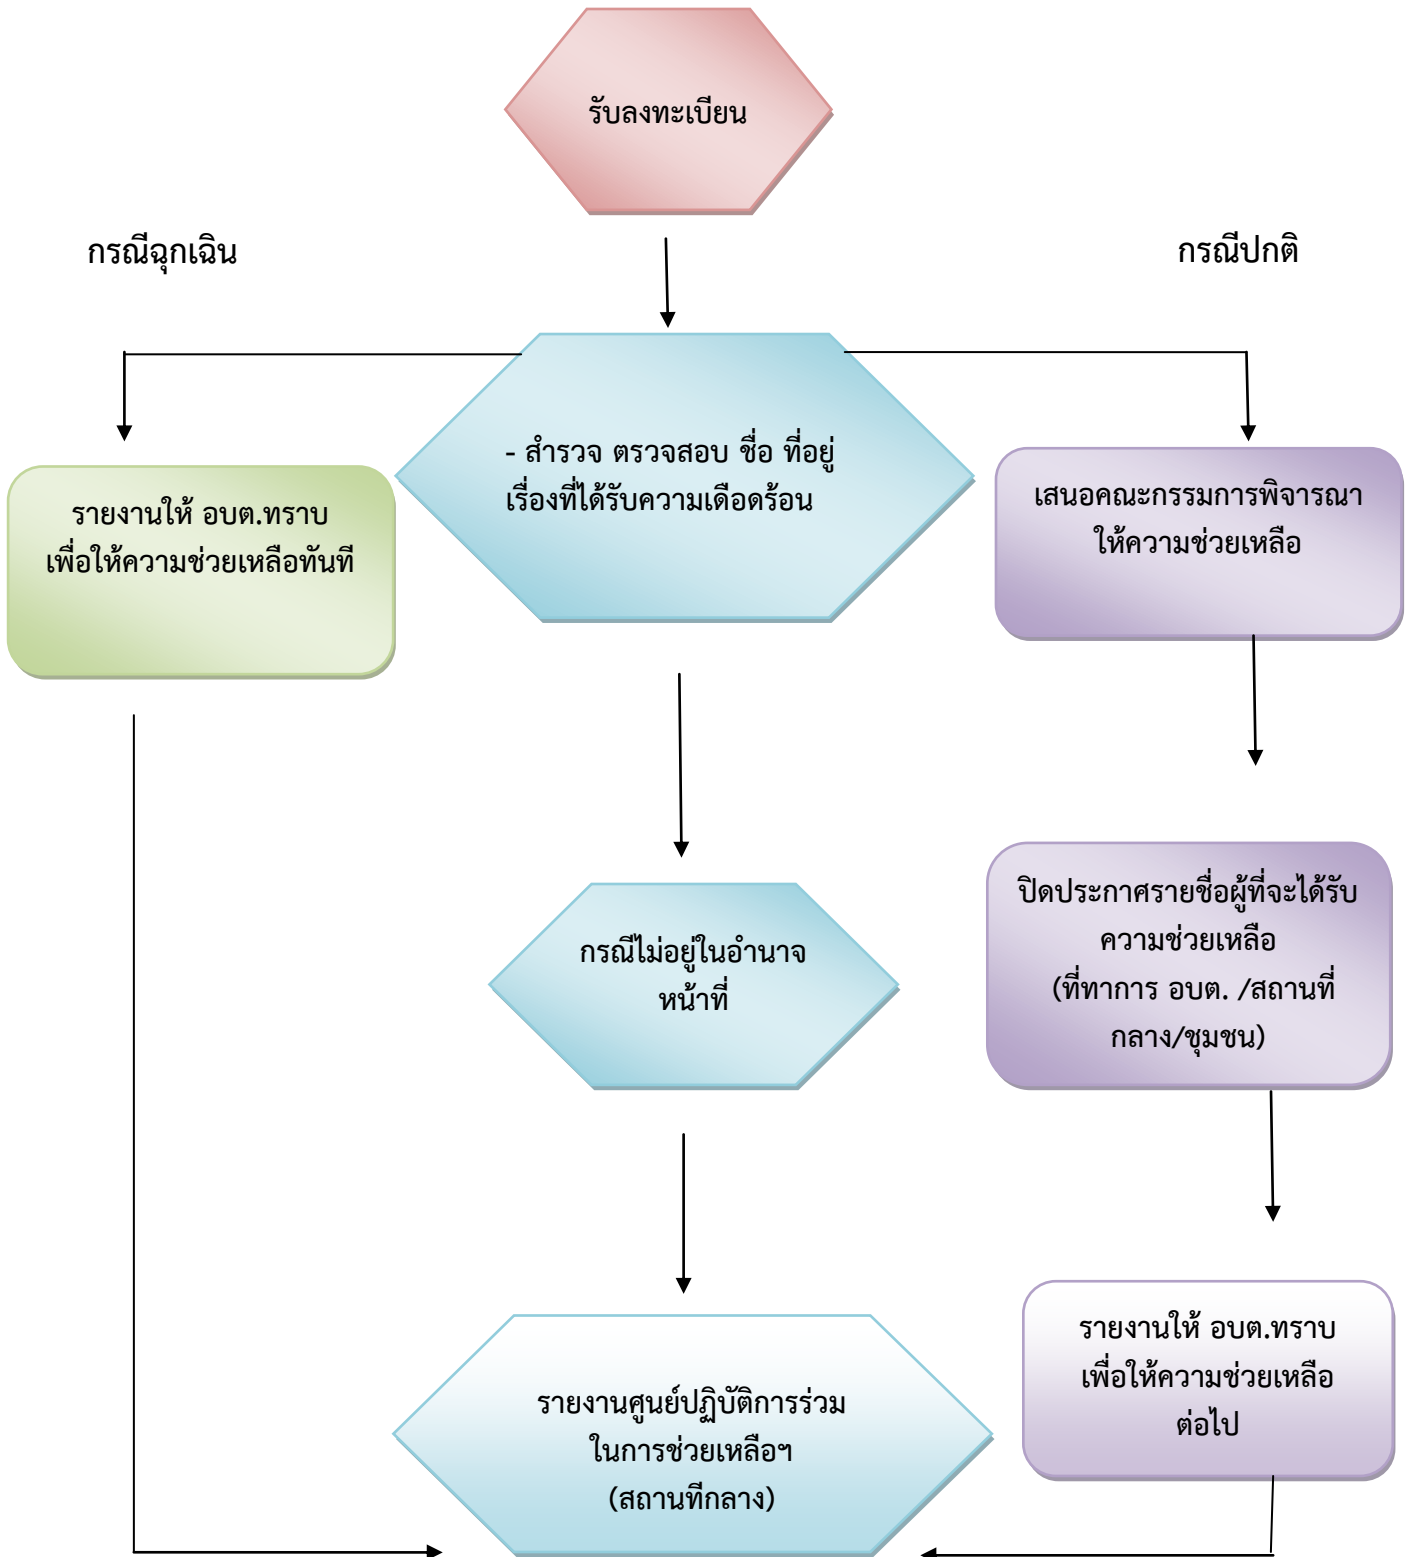 รับลงทะเบียน
กรณีฉุกเฉิน
กรณีปกติ
- สำรวจ ตรวจสอบ ชื่อ ที่อยู่
เรื่องที่ได้รับความเดือดร้อน
รายงานให้ อบต.ทราบ
เพื่อให้ความช่วยเหลือทันที
เสนอคณะกรรมการพิจารณา
ให้ความช่วยเหลือ
กรณีไม่อยู่ในอำนาจ
หน้าที่
ปิดประกาศรายชื่อผู้ที่จะได้รับ
ความช่วยเหลือ
(ที่ทาการ อบต. /สถานที่
กลาง/ชุมชน)
รายงานศูนย์ปฏิบัติการร่วม
ในการช่วยเหลือฯ
(สถานทีกลาง)
รายงานให้ อบต.ทราบ
เพื่อให้ความช่วยเหลือ
ต่อไป